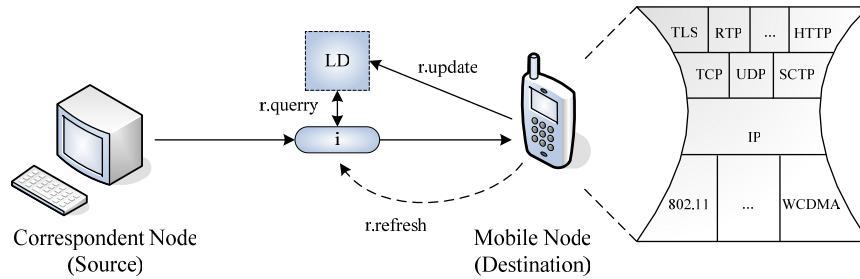 TLS RTP ... HTTP
LD
r.update
TCP UDP SCTP
r.querry
i
IP
r.refresh
802.11 ... WCDMA
Correspondent Node
(Source)
Mobile Node
(Destination)